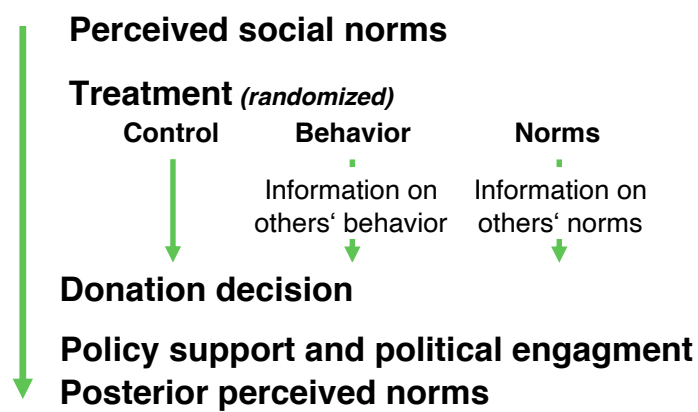 Perceived social norms
Treatment (randomized)
Control Behavior Norms
Information on others‘ behavior
Information on others‘ norms
Donation decision
Policy support and political engagment
Posterior perceived norms